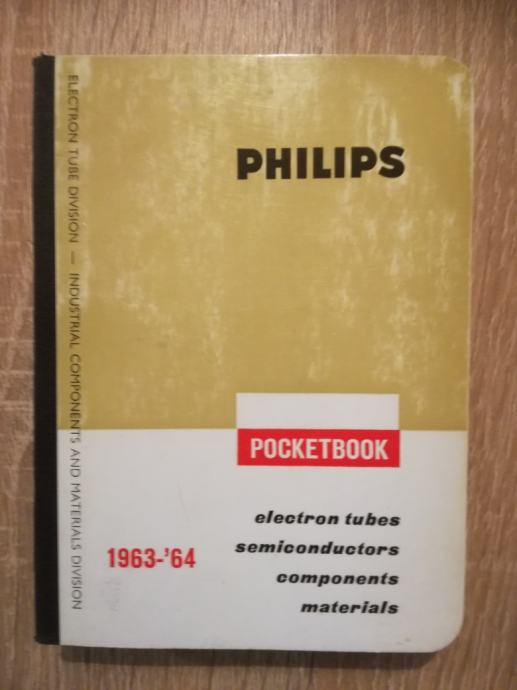 ELECTRON TUBE DIVISION — INDUSTRIAL COMPONENTS AND MATERIALS DIVISION
PHILIPS
POCKETBOOK
electron tubes
1963-'64
semiconductors
components
materials